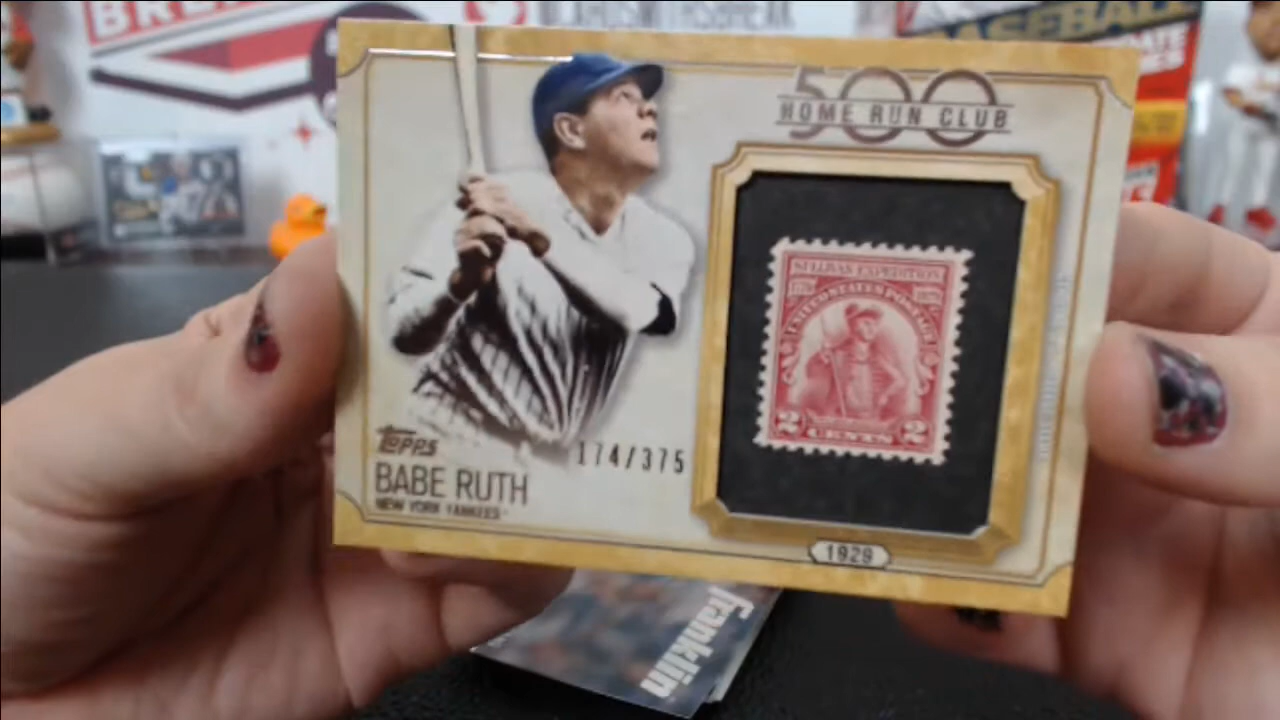 500
HOME RUN CLUB
SULLIVAN EXPEDITION
1779 1929
UNITED STATES POSTAGE
2 CENTS 2
174/375
TOPPS
BABE RUTH
NEW YORK YANKEES
1929
franklin
BASEBALL